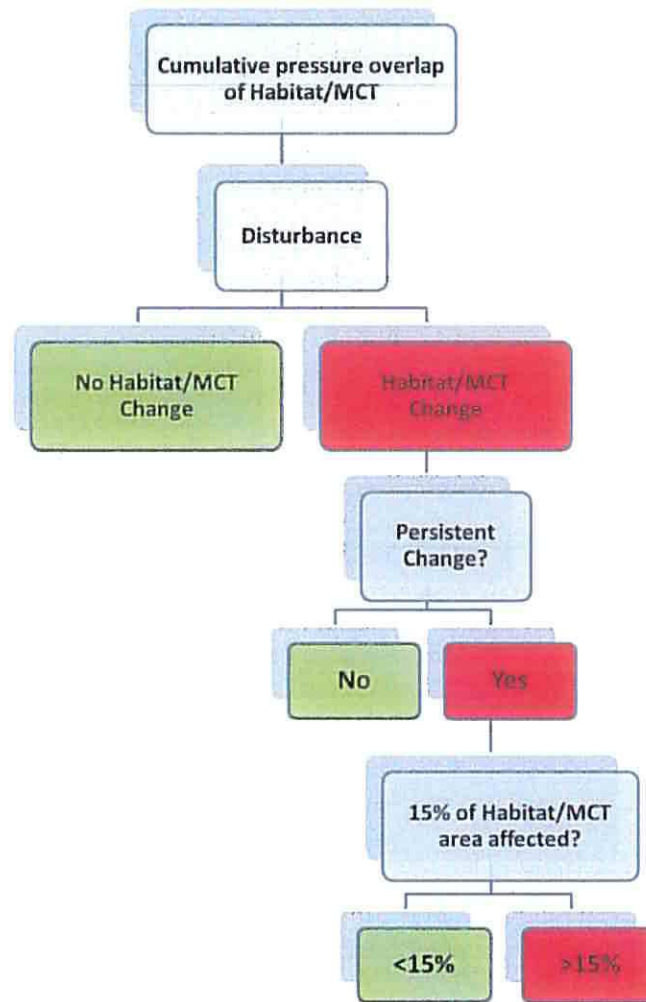 Cumulative pressure overlap
of Habitat/MCT
Disturbance
No Habitat/MCT
Change
Habitat/MCT
Change
Persistent
Change?
No
Yes
15% of Habitat/MCT
area affected?
<15%
>15%